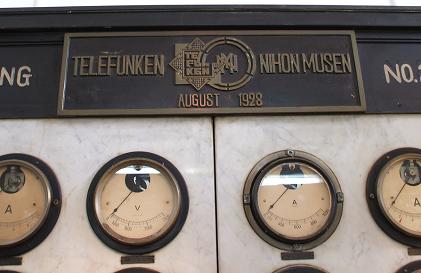 TELEFUNKEN NIHON MUSEN
AUGUST 1928
NG
NO.
A
V
A
A